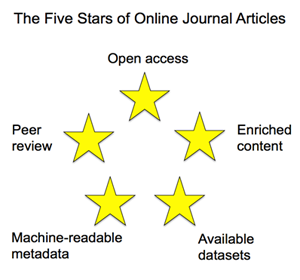 The Five Stars of Online Journal Articles
Open access
Peer
review
Enriched
content
Machine-readable
metadata
Available
datasets